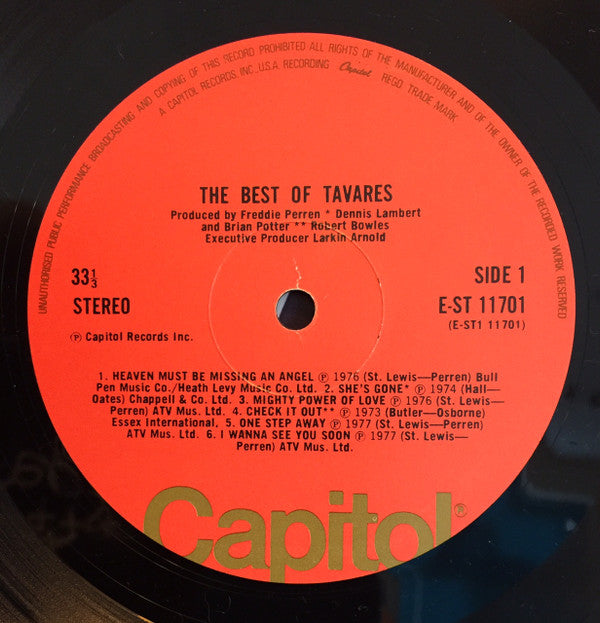 UNAUTHORISED PUBLIC PERFORMANCE BROADCASTING AND COPYING OF THIS RECORD PROHIBITED ALL RIGHTS OF THE MANUFACTURER AND OF THE OWNER OF THE RECORDED WORK RESERVED
A CAPITOL RECORDS INC., U.S.A RECORDING Capitol REGD. TRADE MARK
THE BEST OF TAVARES
Produced by Freddie Perren * Dennis Lambert
and Brian Potter ** Robert Bowles
Executive Producer Larkin Arnold
33⅓
STEREO
SIDE 1
E-ST 11701
(E-ST1 11701)
Ⓟ Capitol Records Inc.
1. HEAVEN MUST BE MISSING AN ANGEL Ⓟ 1976 (St. Lewis—Perren) Bull
Pen Music Co./Heath Levy Music Co. Ltd. 2. SHE'S GONE* Ⓟ 1974 (Hall—
Oates) Chappell & Co. Ltd. 3. MIGHTY POWER OF LOVE Ⓟ 1976 (St. Lewis—
Perren) ATV Mus. Ltd. 4. CHECK IT OUT** Ⓟ 1973 (Butler—Osborne)
Essex International. 5. ONE STEP AWAY Ⓟ 1977 (St. Lewis—Perren)
ATV Mus. Ltd. 6. I WANNA SEE YOU SOON Ⓟ 1977 (St. Lewis—
Perren) ATV Mus. Ltd.
Capitol®